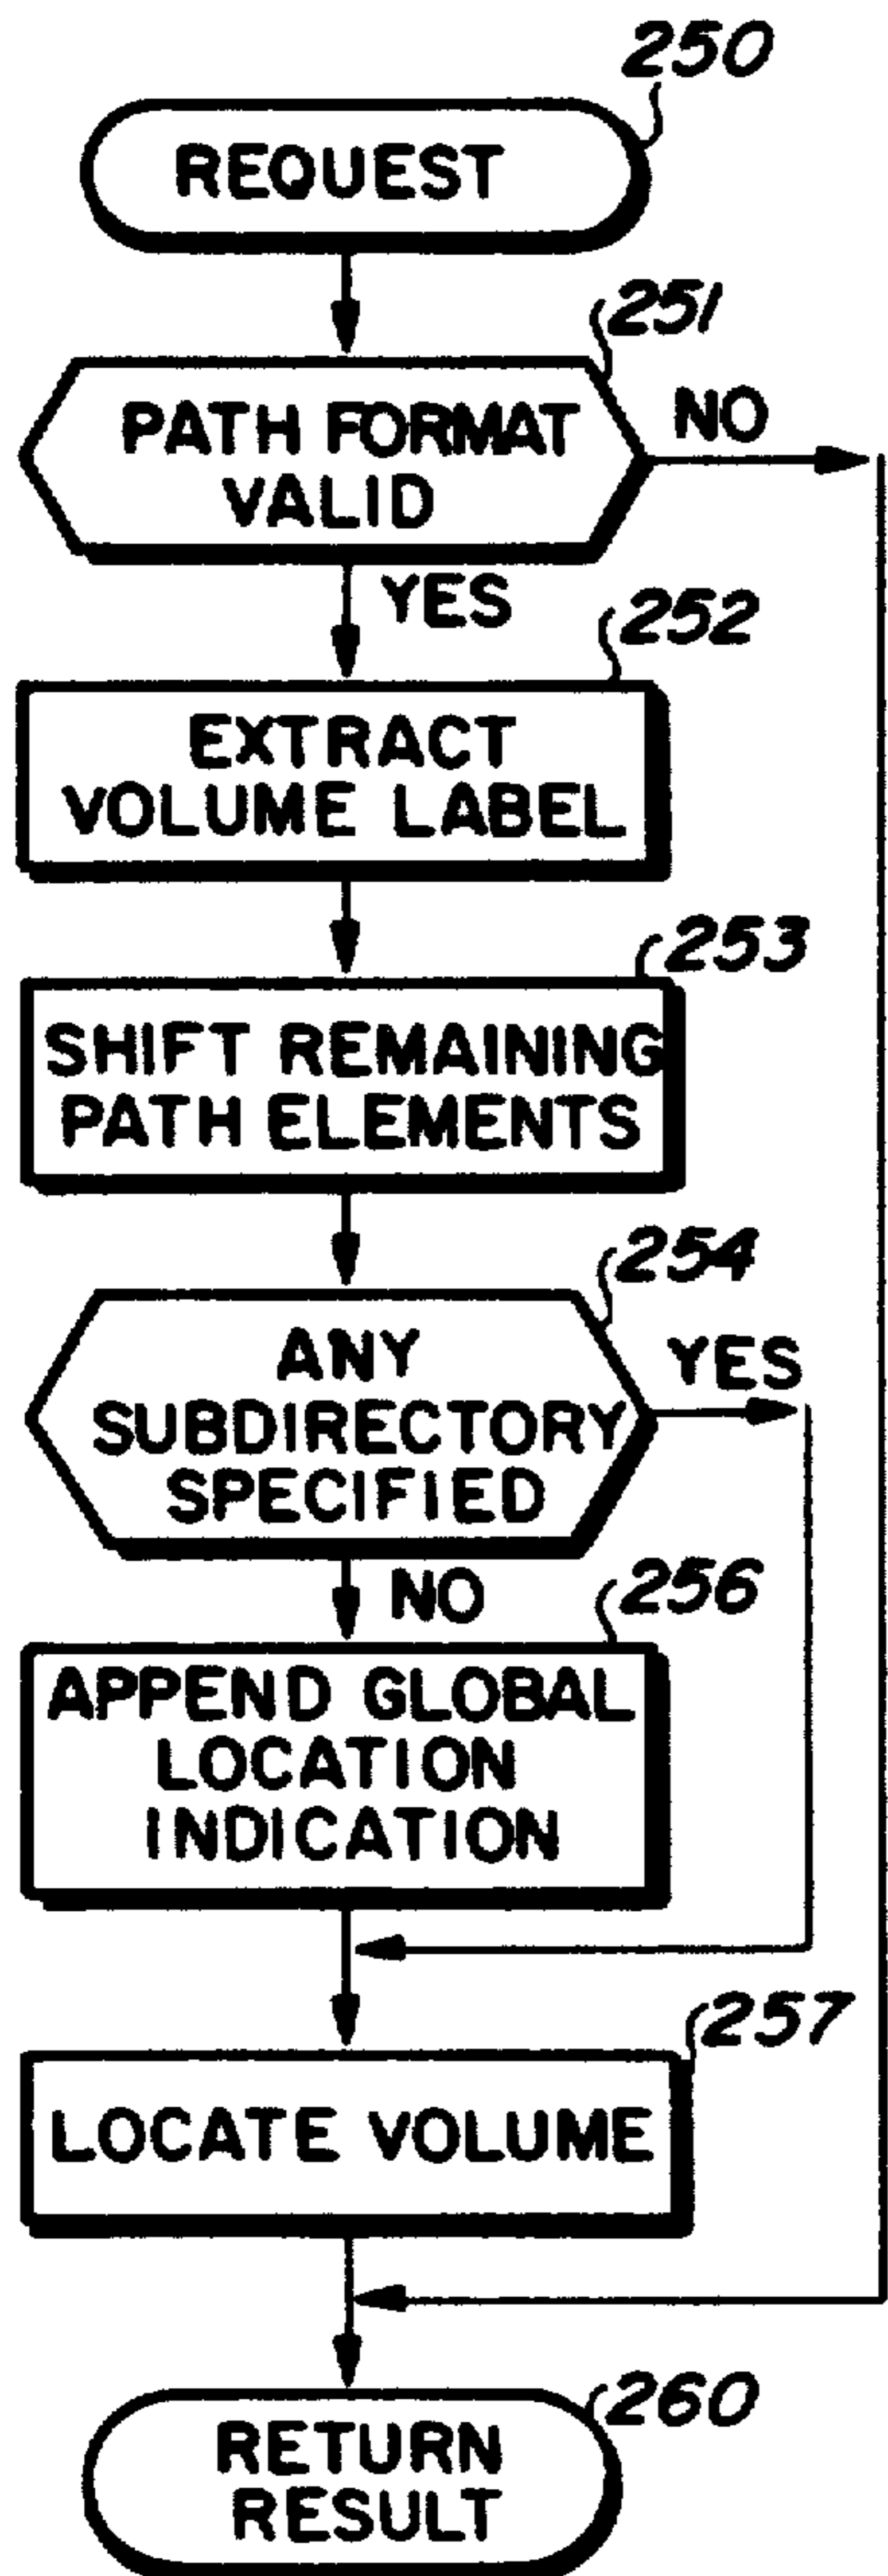 250
REQUEST
251
PATH FORMAT
VALID
NO
YES
252
EXTRACT
VOLUME LABEL
253
SHIFT REMAINING
PATH ELEMENTS
254
ANY
SUBDIRECTORY
SPECIFIED
YES
NO
256
APPEND GLOBAL
LOCATION
INDICATION
257
LOCATE VOLUME
260
RETURN
RESULT